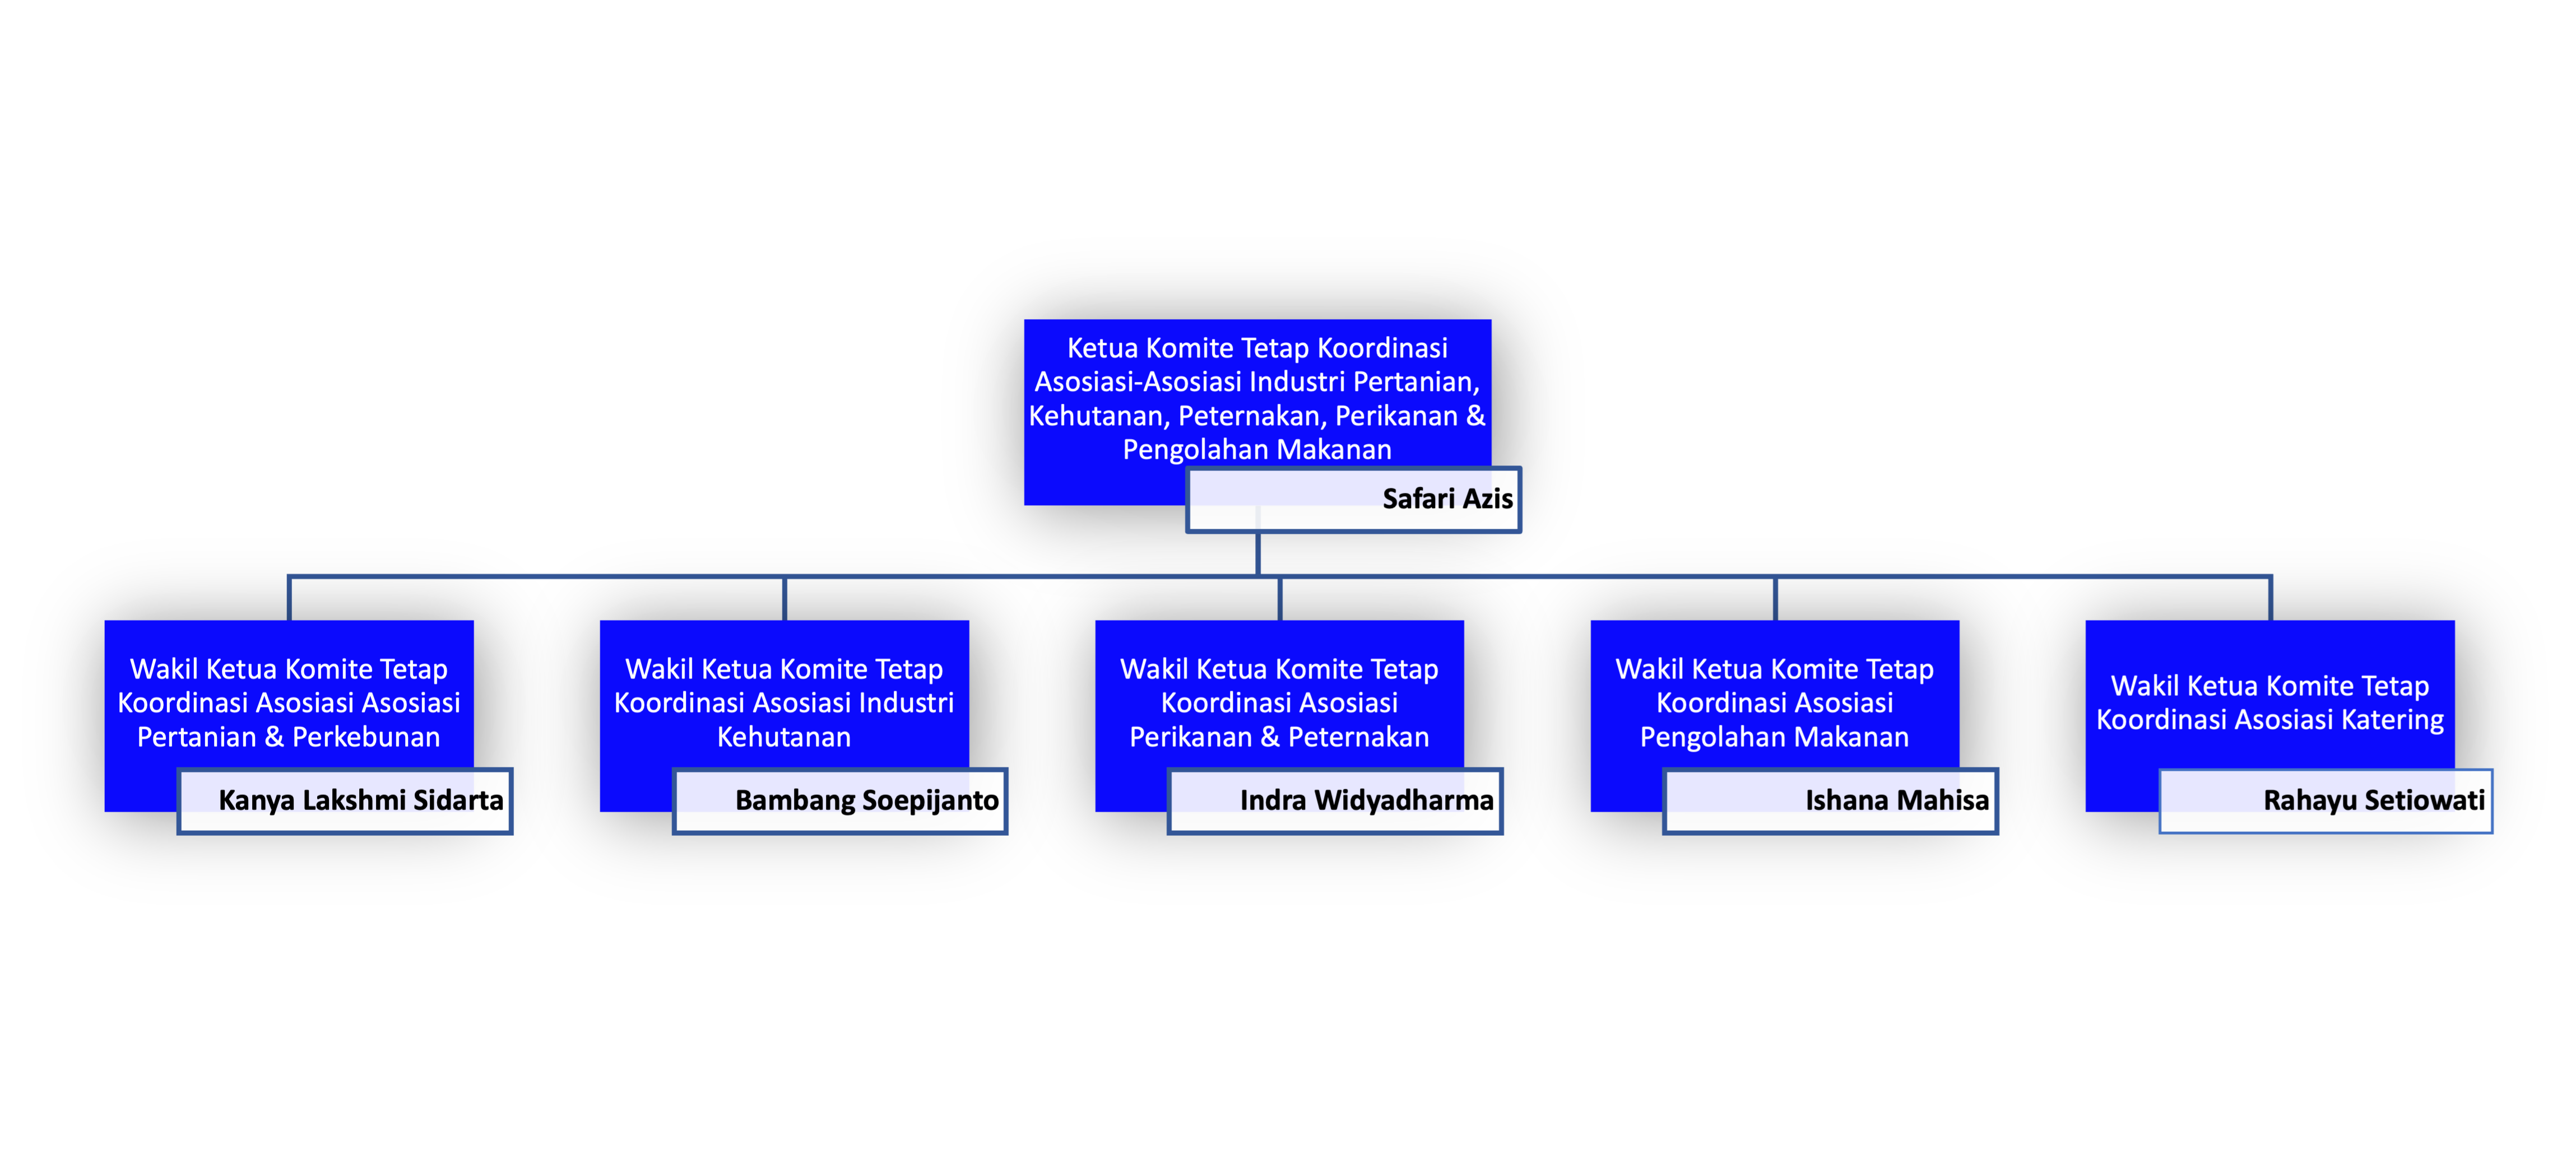 Ketua Komite Tetap Koordinasi
Asosiasi-Asosiasi Industri Pertanian,
Kehutanan, Peternakan, Perikanan &
Pengolahan Makanan
Safari Azis
Wakil Ketua Komite Tetap
Koordinasi Asosiasi Asosiasi
Pertanian & Perkebunan
Kanya Lakshmi Sidarta
Wakil Ketua Komite Tetap
Koordinasi Asosiasi Industri
Kehutanan
Bambang Soepijanto
Wakil Ketua Komite Tetap
Koordinasi Asosiasi
Perikanan & Peternakan
Indra Widyadharma
Wakil Ketua Komite Tetap
Koordinasi Asosiasi
Pengolahan Makanan
Ishana Mahisa
Wakil Ketua Komite Tetap
Koordinasi Asosiasi Katering
Rahayu Setiowati